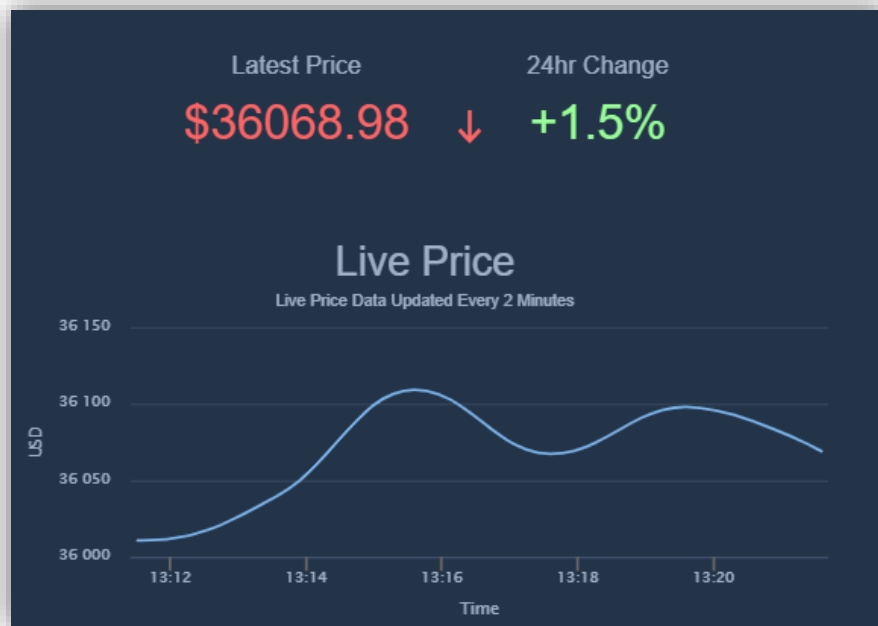 Latest Price 24hr Change
$36068.98 ↓ +1.5%
Live Price
Live Price Data Updated Every 2 Minutes
36 150
36 100
USD
36 050
36 000
13:12 13:14 13:16 13:18 13:20
Time